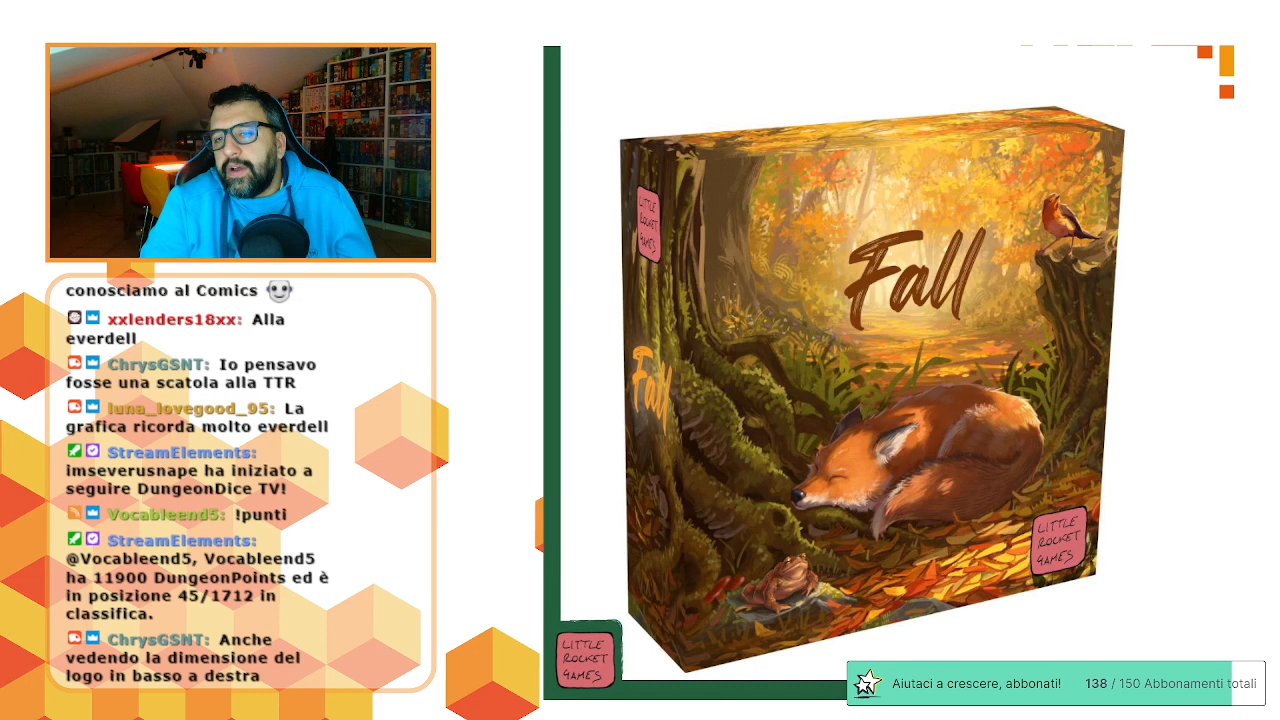 conosciamo al Comics
xxlenders18xx: Alla
everdell
ChrysGSNT: Io pensavo
fosse una scatola alla TTR
luna_lovegood_95: La
grafica ricorda molto everdell
StreamElements:
imseverusnape ha iniziato a
seguire DungeonDice TV!
Vocableend5: !punti
StreamElements:
@Vocableend5, Vocableend5
ha 11900 DungeonPoints ed è
in posizione 45/1712 in
classifica.
ChrysGSNT: Anche
vedendo la dimensione del
logo in basso a destra
LITTLE
ROCKET
GAMES
Fall
Fall
LITTLE
ROCKET
GAMES
LITTLE
ROCKET
GAMES
Aiutaci a crescere, abbonati! 138 / 150 Abbonamenti totali